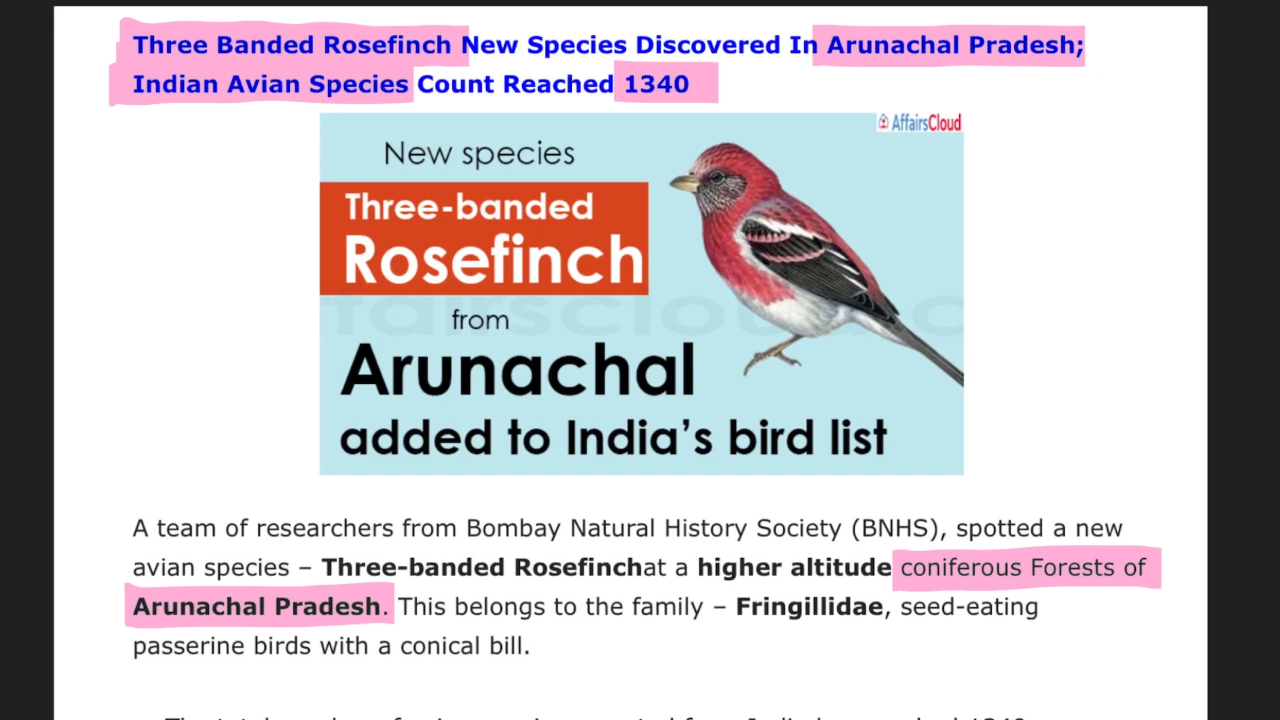 Three Banded Rosefinch New Species Discovered In Arunachal Pradesh;
Indian Avian Species Count Reached 1340
AffairsCloud
New species
Three-banded
Rosefinch
from
Arunachal
added to India's bird list
A team of researchers from Bombay Natural History Society (BNHS), spotted a new
avian species – Three-banded Rosefinchat a higher altitude coniferous Forests of
Arunachal Pradesh. This belongs to the family – Fringillidae, seed-eating
passerine birds with a conical bill.